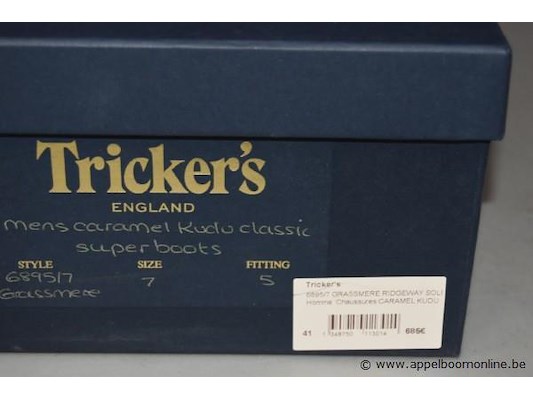 Tricker's
ENGLAND
mens caramel Kudu classic
super boots
STYLE SIZE FITTING
6895/7 7 5
Grassmere
Tricker's
6895/7 GRASSMERE RIDGEWAY SOLE
Homme Chaussures CARAMEL KUDU
41 685€
© www.appelboomonline.be